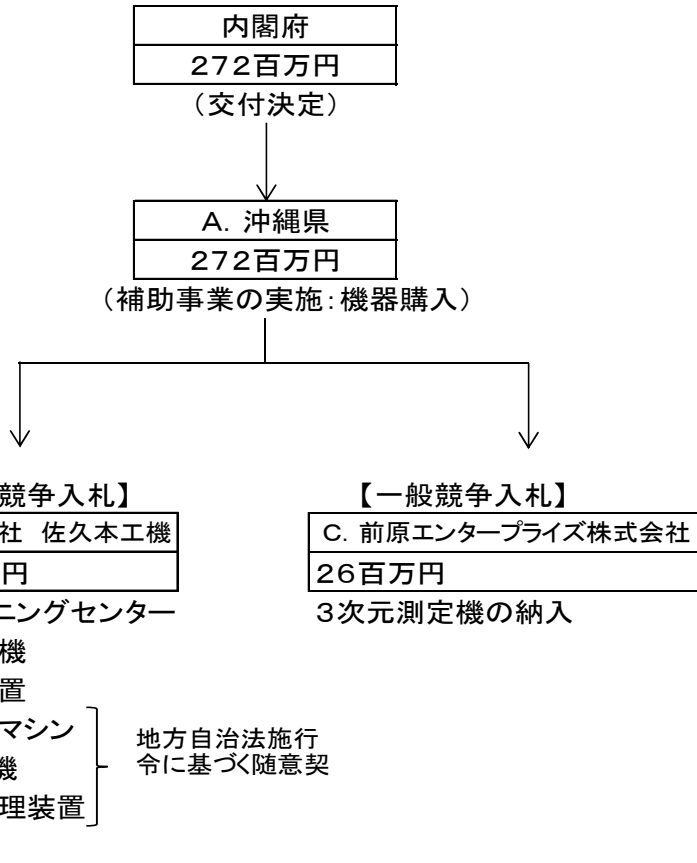 内閣府
272百万円
（交付決定）
A．沖縄県
272百万円
（補助事業の実施：機器購入）
競争入札】
社　佐久本工機
円
ニングセンター
機
置
マシン
機
理装置
地方自治法施行
令に基づく随意契
【一般競争入札】
C．前原エンタープライズ株式会社
26百万円
3次元測定機の納入